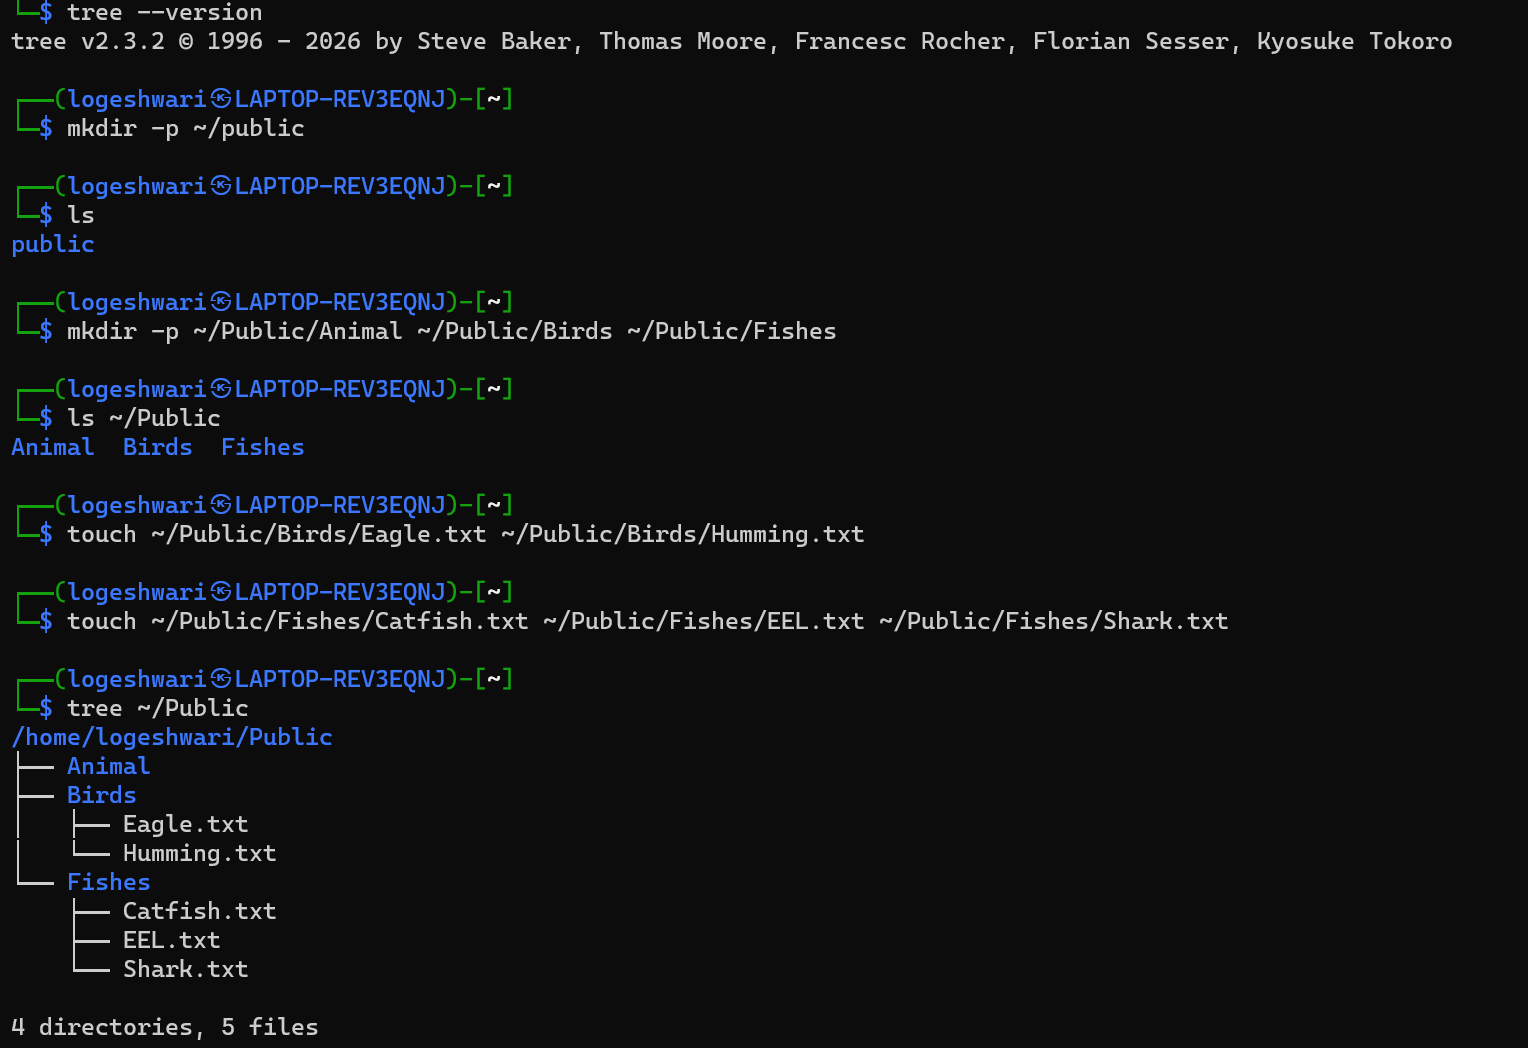 └─$ tree --version
tree v2.3.2 © 1996 - 2026 by Steve Baker, Thomas Moore, Francesc Rocher, Florian Sesser, Kyosuke Tokoro
┌──(logeshwari㉿LAPTOP-REV3EQNJ)-[~]
└─$ mkdir -p ~/public
┌──(logeshwari㉿LAPTOP-REV3EQNJ)-[~]
└─$ ls
public
┌──(logeshwari㉿LAPTOP-REV3EQNJ)-[~]
└─$ mkdir -p ~/Public/Animal ~/Public/Birds ~/Public/Fishes
┌──(logeshwari㉿LAPTOP-REV3EQNJ)-[~]
└─$ ls ~/Public
Animal  Birds  Fishes
┌──(logeshwari㉿LAPTOP-REV3EQNJ)-[~]
└─$ touch ~/Public/Birds/Eagle.txt ~/Public/Birds/Humming.txt
┌──(logeshwari㉿LAPTOP-REV3EQNJ)-[~]
└─$ touch ~/Public/Fishes/Catfish.txt ~/Public/Fishes/EEL.txt ~/Public/Fishes/Shark.txt
┌──(logeshwari㉿LAPTOP-REV3EQNJ)-[~]
└─$ tree ~/Public
/home/logeshwari/Public
├── Animal
├── Birds
│   ├── Eagle.txt
│   └── Humming.txt
└── Fishes
    ├── Catfish.txt
    ├── EEL.txt
    └── Shark.txt
4 directories, 5 files